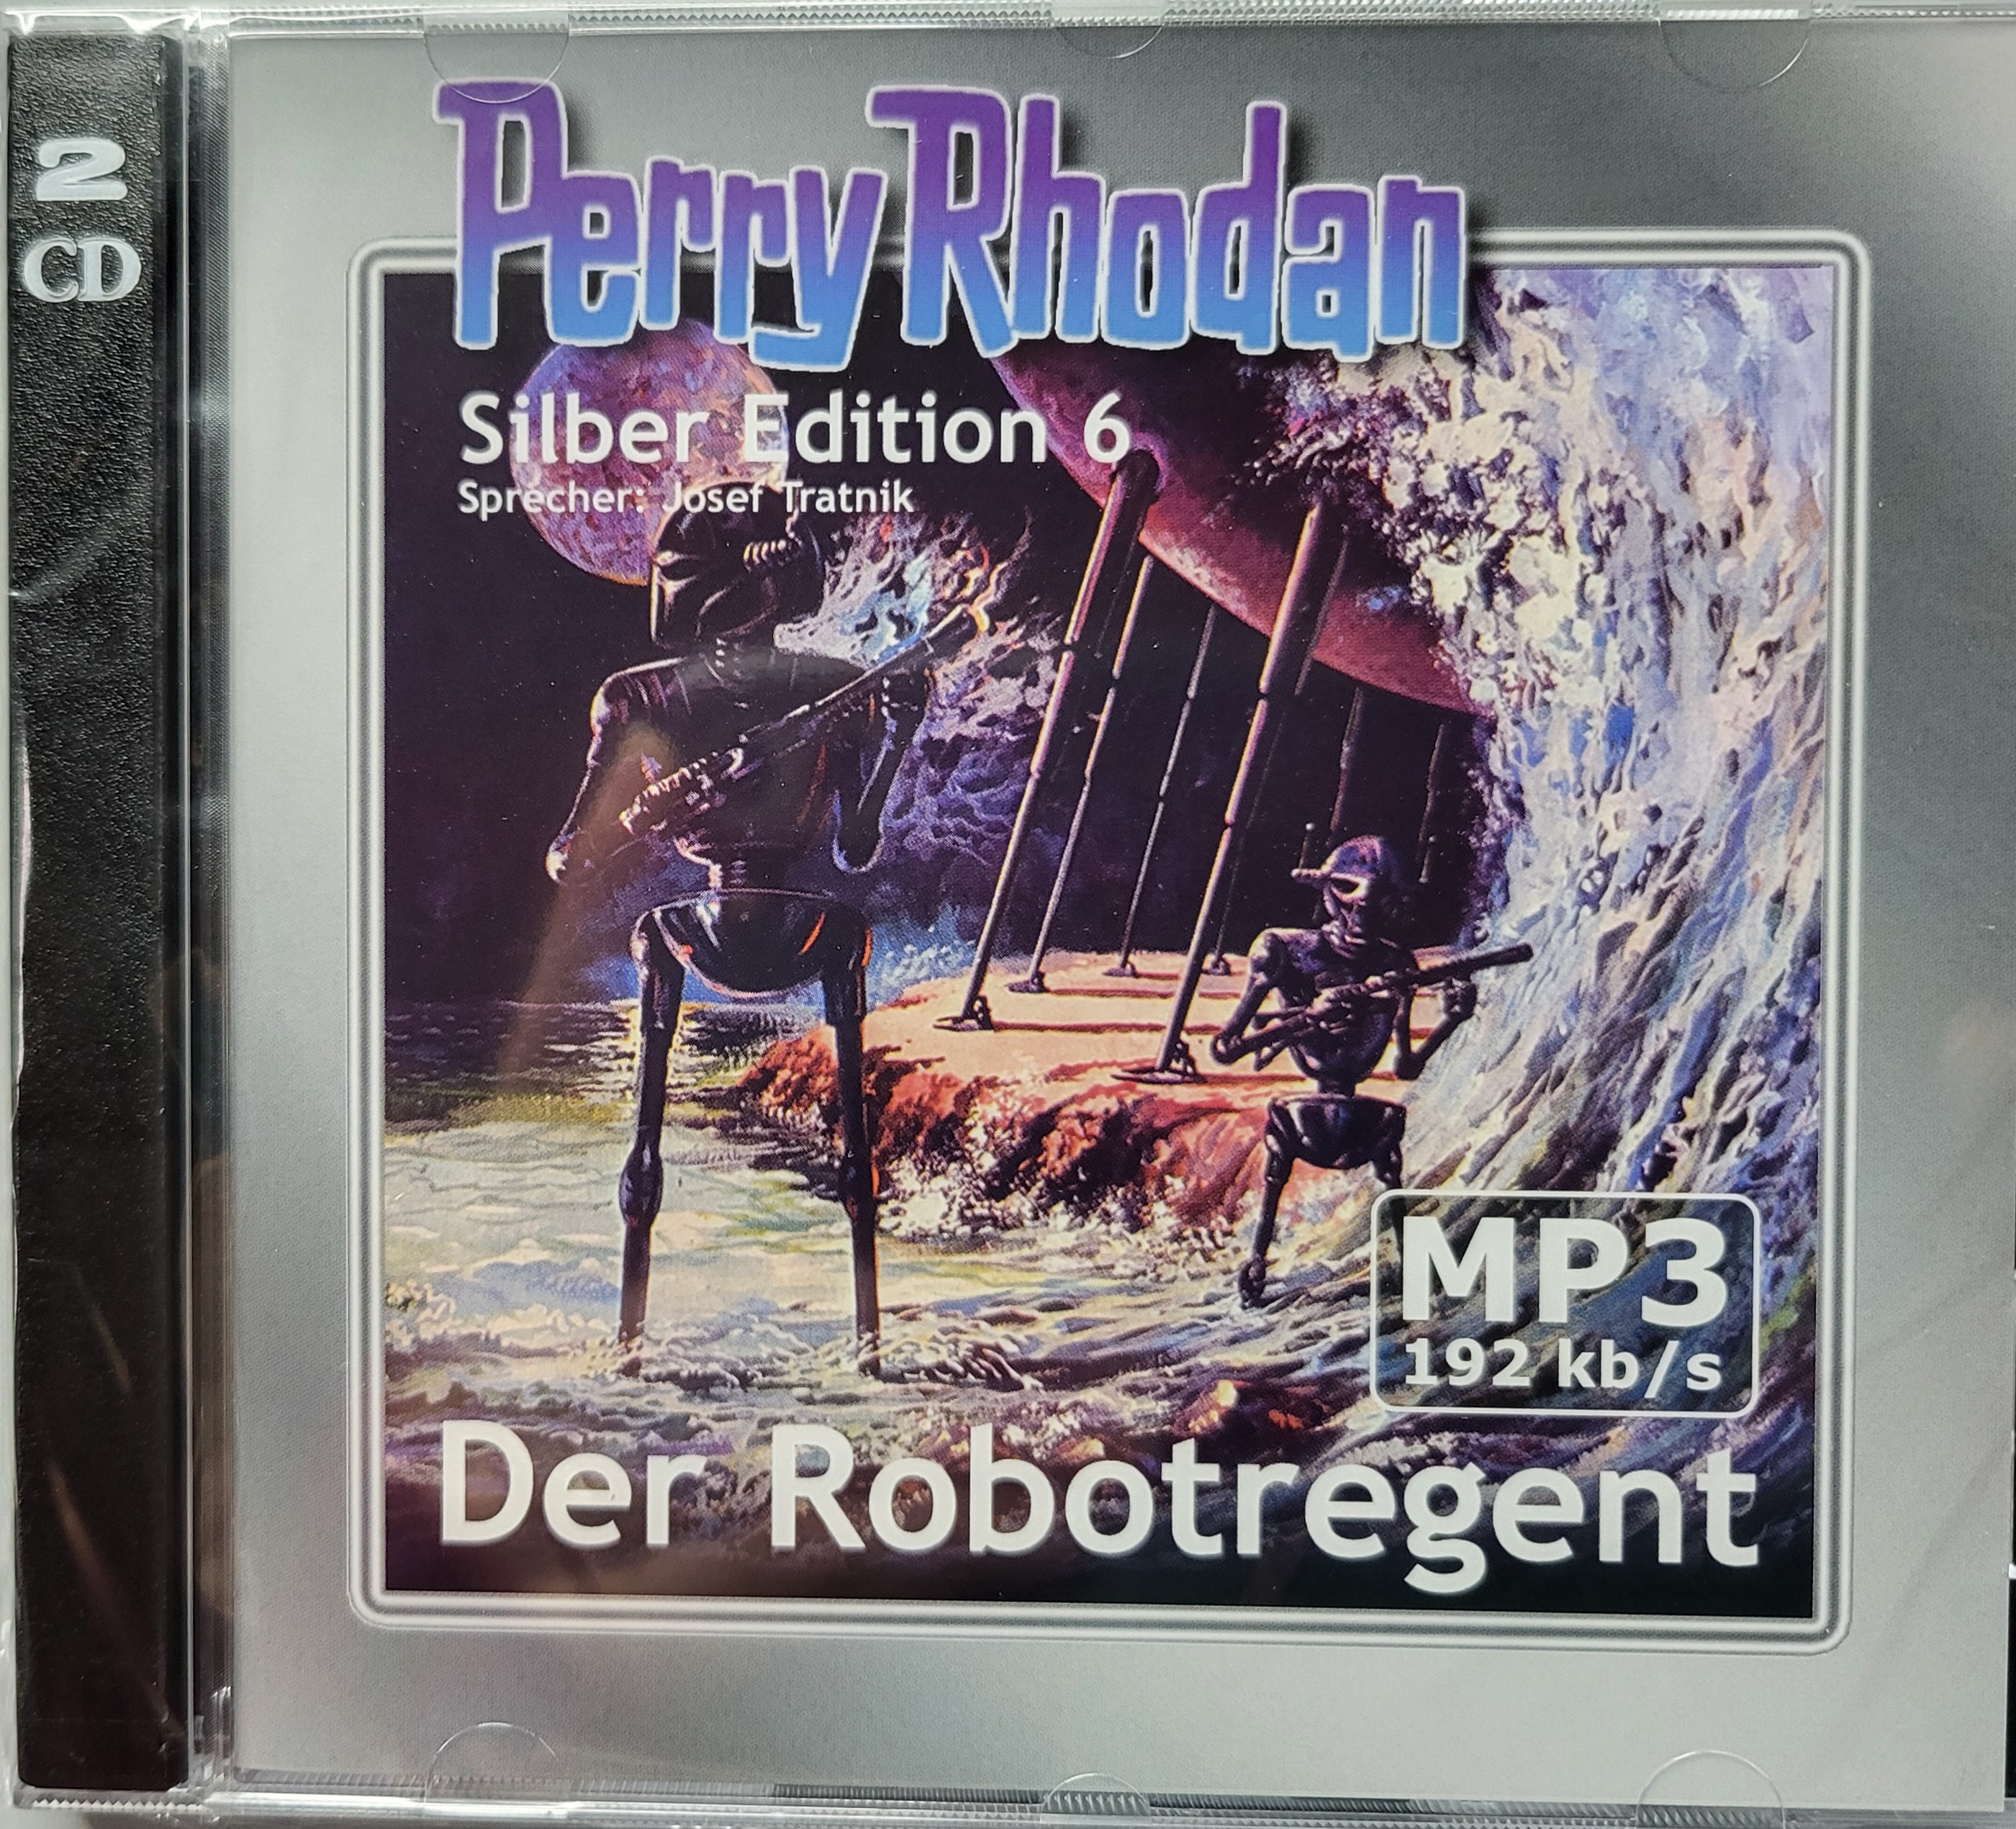 2
CD
Perry Rhodan
Silber Edition 6
Sprecher: Josef Tratnik
MP3
192 kb/s
Der Robotregent